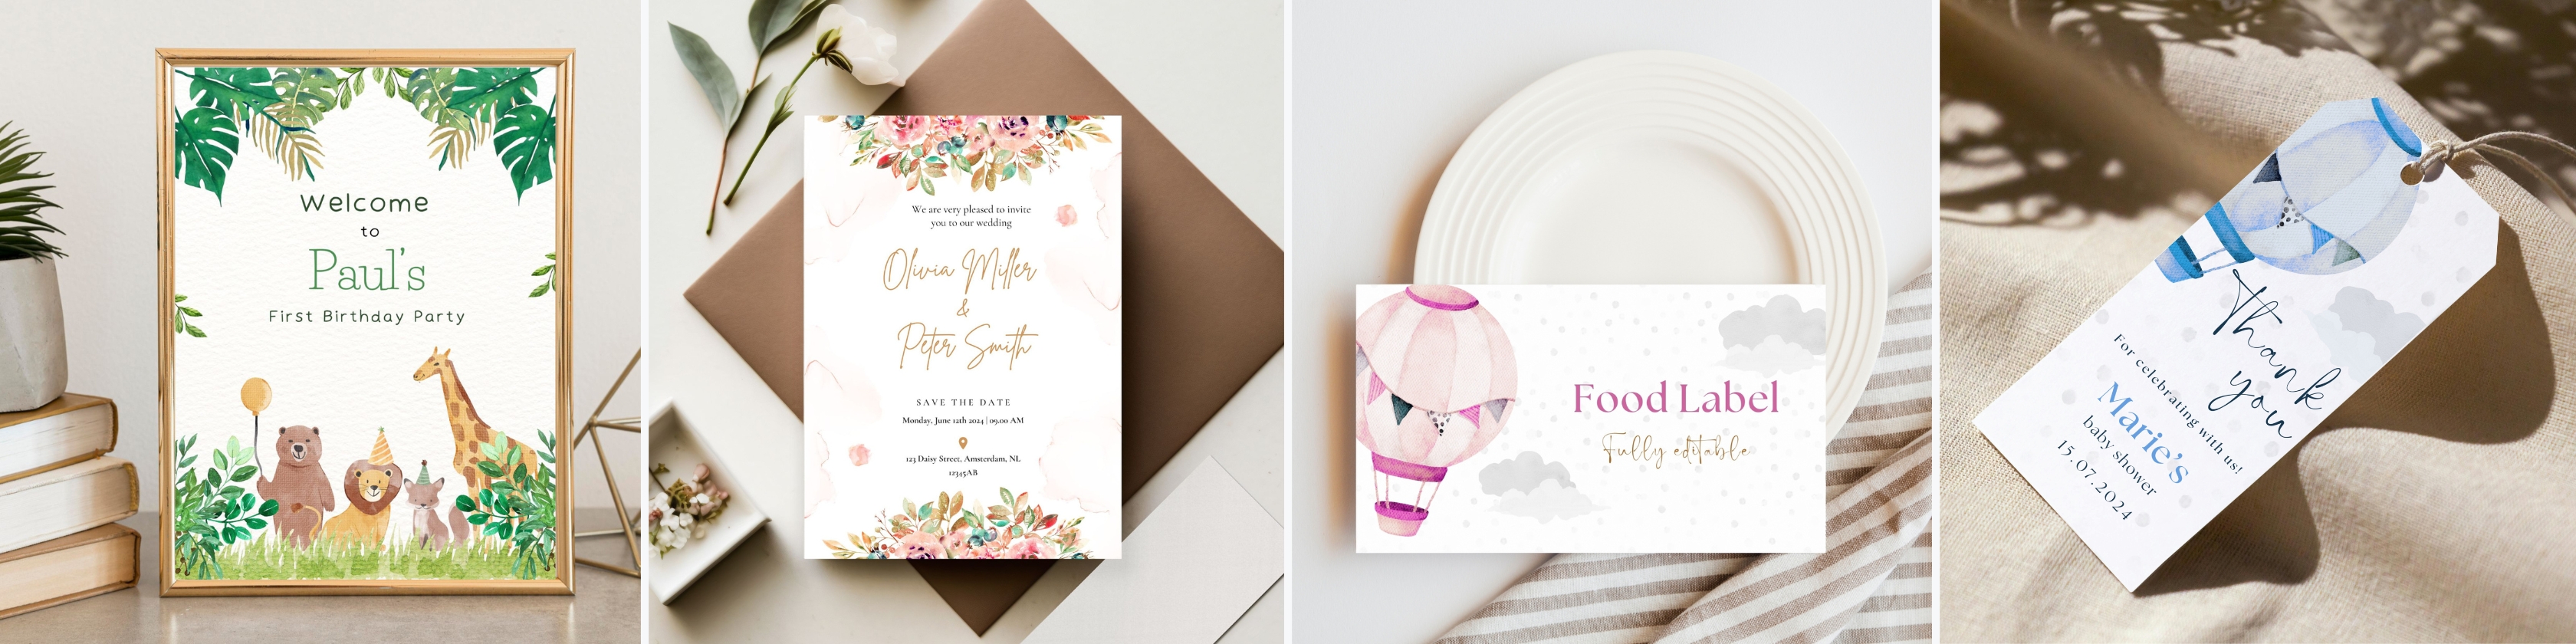 Welcome
to
Paul's
First Birthday Party
We are very pleased to invite
you to our wedding
Olivia Miller
&
Peter Smith
SAVE THE DATE
Monday, June 12th 2024 | 09.00 AM
123 Daisy Street, Amsterdam, NL
12345AB
Food Label
Fully editable
Thank
you
For celebrating with us!
Marie's
baby shower
15.07.2024